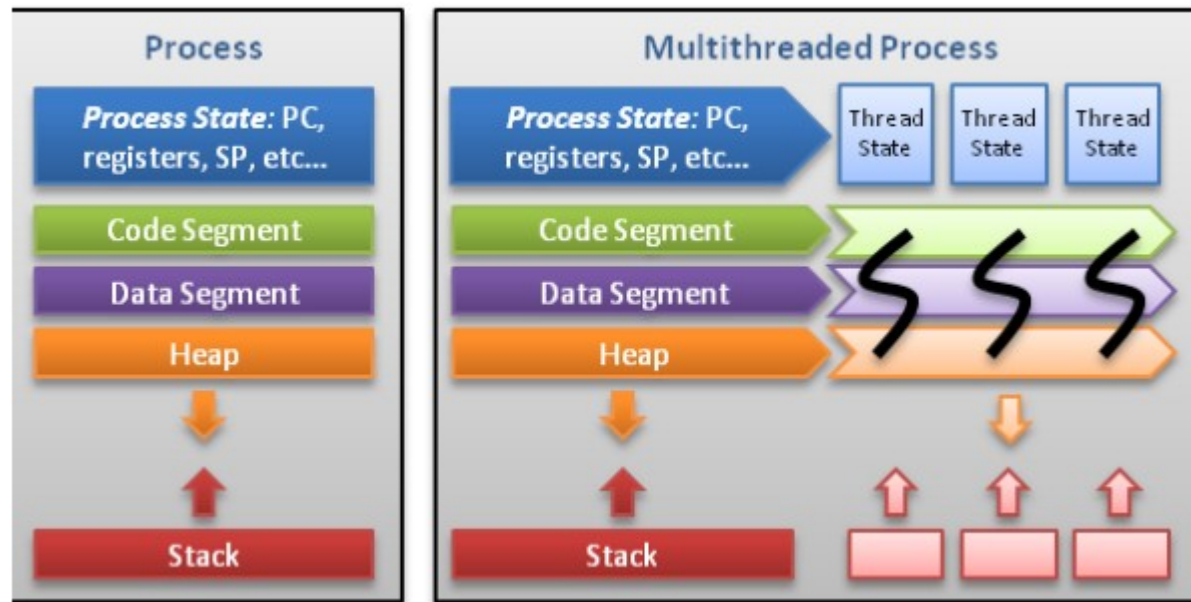 Process
Process State: PC,
registers, SP, etc...
Code Segment
Data Segment
Heap
Stack
Multithreaded Process
Process State: PC,
registers, SP, etc...
Thread
State
Thread
State
Thread
State
Code Segment
Data Segment
Heap
Stack